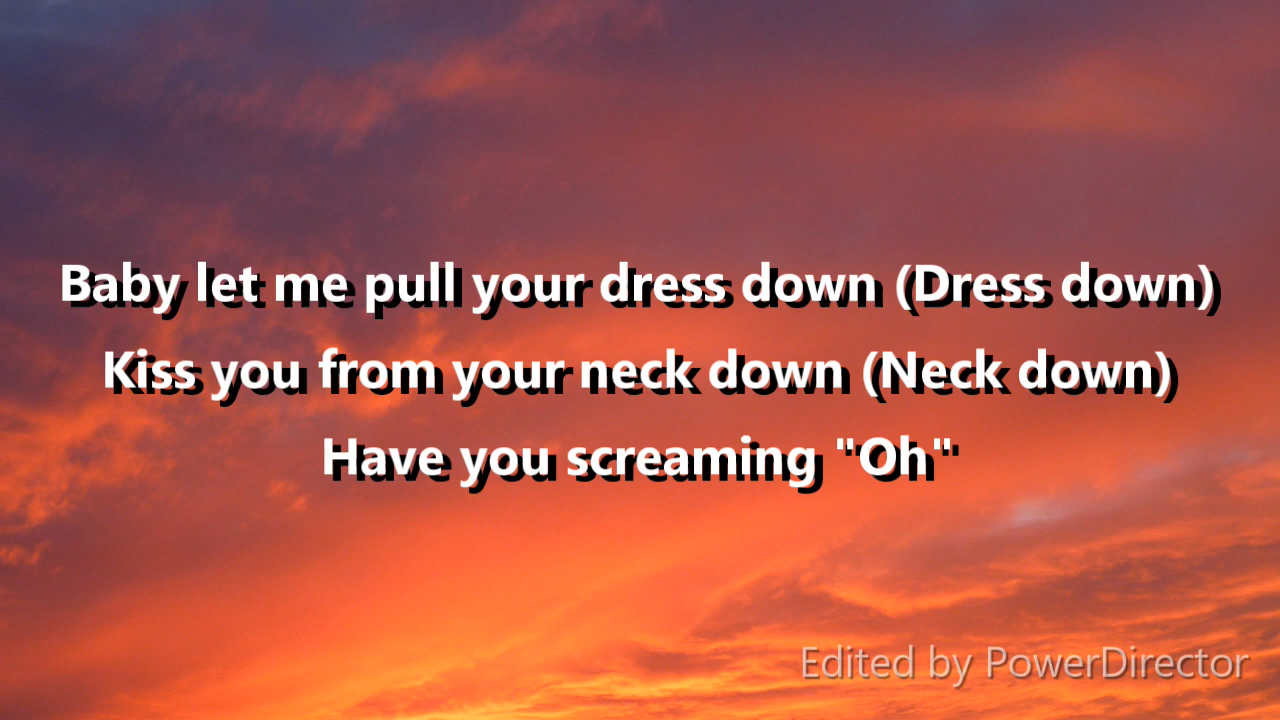 Baby let me pull your dress down (Dress down)
Kiss you from your neck down (Neck down)
Have you screaming "Oh"
Edited by PowerDirector